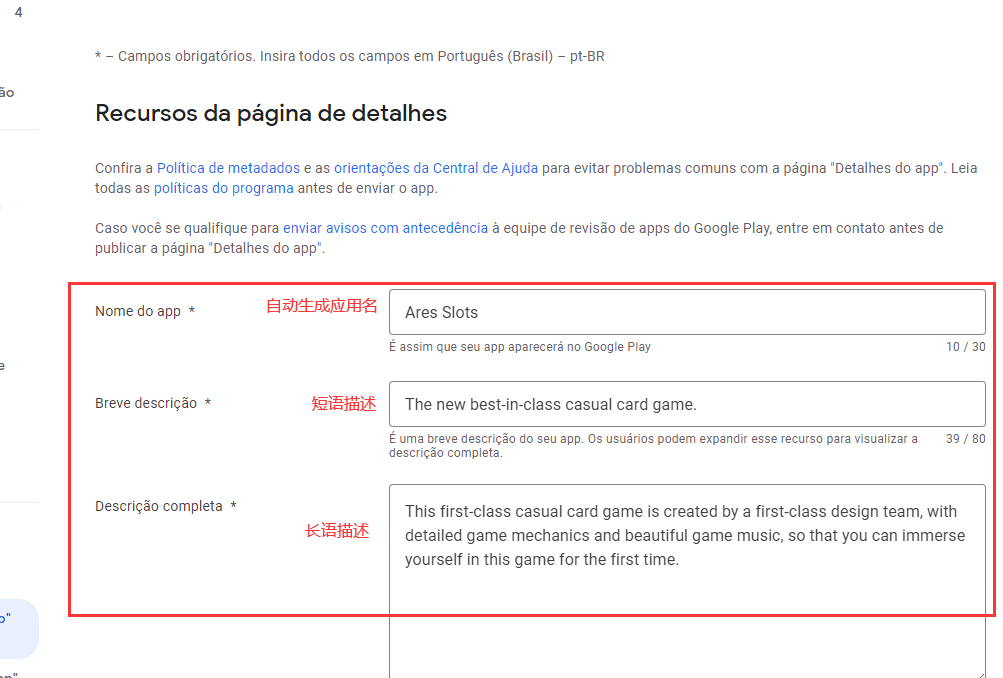 4
* – Campos obrigatórios. Insira todos os campos em Português (Brasil) – pt-BR
ão
Recursos da página de detalhes
Confira a Política de metadados e as orientações da Central de Ajuda para evitar problemas comuns com a página "Detalhes do app". Leia
todas as políticas do programa antes de enviar o app.
Caso você se qualifique para enviar avisos com antecedência à equipe de revisão de apps do Google Play, entre em contato antes de
publicar a página "Detalhes do app".
Nome do app *
自动生成应用名
Ares Slots
É assim que seu app aparecerá no Google Play
10 / 30
e
Breve descrição *
短语描述
The new best-in-class casual card game.
É uma breve descrição do seu app. Os usuários podem expandir esse recurso para visualizar a
descrição completa.
39 / 80
Descrição completa *
长语描述
This first-class casual card game is created by a first-class design team, with
detailed game mechanics and beautiful game music, so that you can immerse
yourself in this game for the first time.